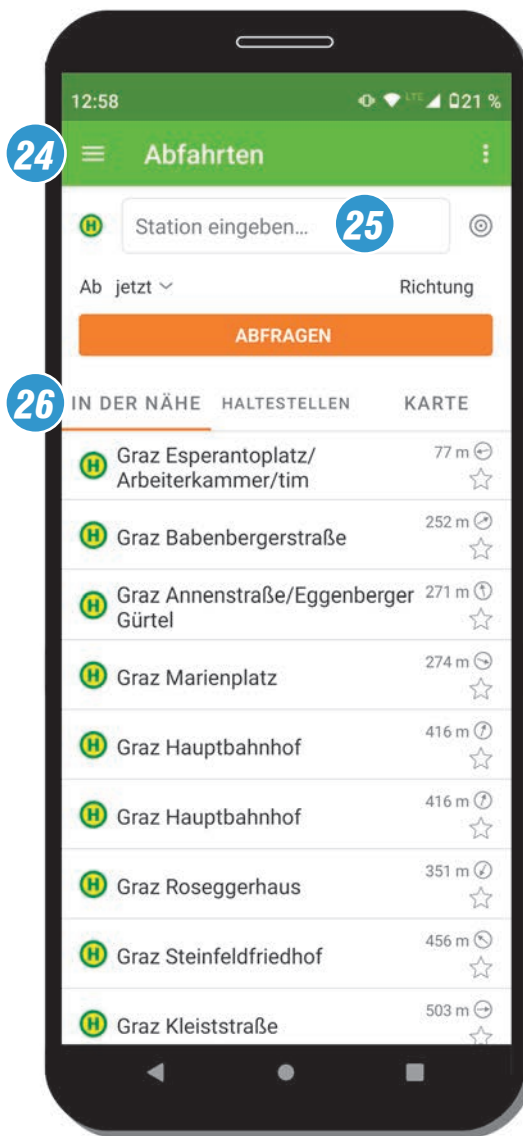 12:58 LTE 21 %
24 Abfahrten
H Station eingeben... 25
Ab jetzt Richtung
ABFRAGEN
26 IN DER NÄHE HALTESTELLEN KARTE
H Graz Esperantoplatz/ 77 m
Arbeiterkammer/tim
H Graz Babenbergerstraße 252 m
H Graz Annenstraße/Eggenberger 271 m
Gürtel
H Graz Marienplatz 274 m
H Graz Hauptbahnhof 416 m
H Graz Hauptbahnhof 416 m
H Graz Roseggerhaus 351 m
H Graz Steinfeldfriedhof 456 m
H Graz Kleiststraße 503 m